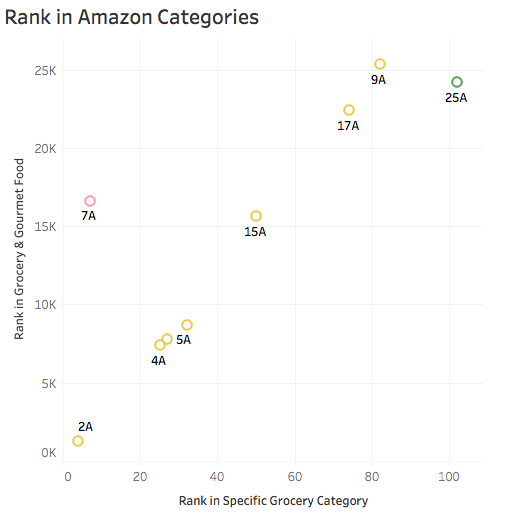 Rank in Amazon Categories
25K
20K
15K
10K
5K
0K
Rank in Grocery & Gourmet Food
9A
25A
17A
7A
15A
5A
4A
2A
0 20 40 60 80 100
Rank in Specific Grocery Category